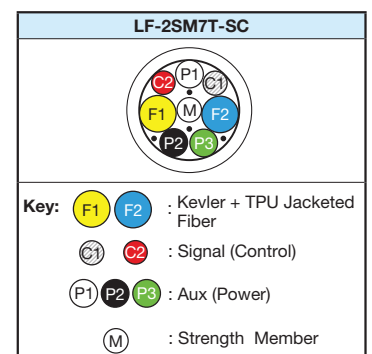 LF-2SM7T-SC
P1
C2 C1
F1 M F2
P2 P3
Key: F1 F2 : Kevler + TPU Jacketed
Fiber
C1 C2 : Signal (Control)
P1 P2 P3 : Aux (Power)
M : Strength Member